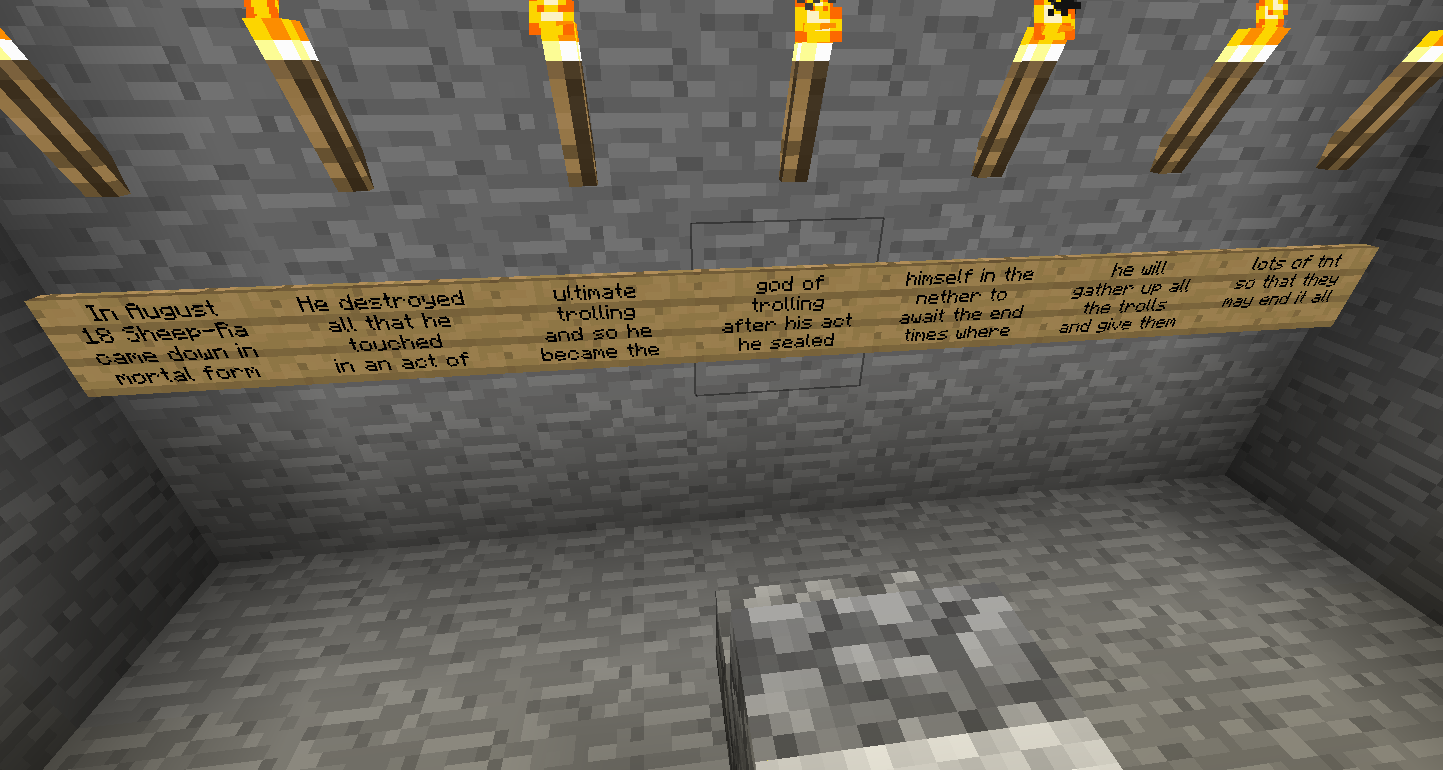 In August
18 Sheep-Ra
came down in
mortal form
He destroyed
all that he
touched
in an act of
ultimate
trolling
and so he
became the
god of
trolling
after his act
he sealed
himself in the
nether to
await the end
times where
he will
gather up all
the trolls
and give them
lots of tnt
so that they
may end it all